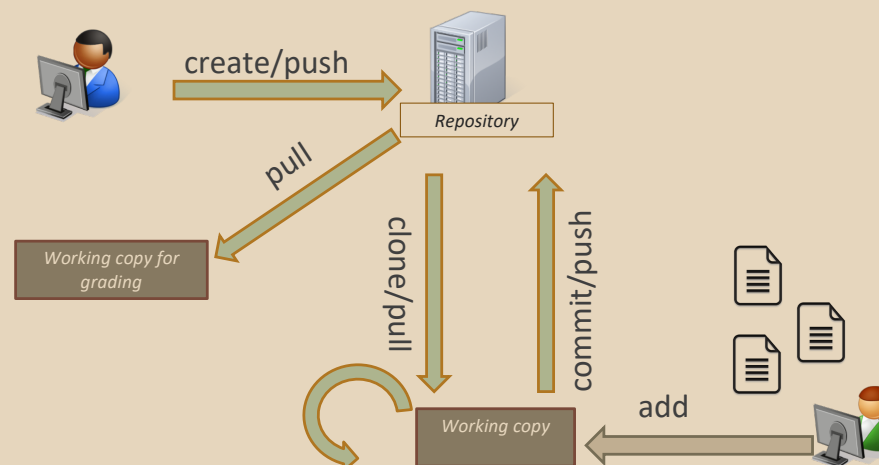 create/push
Repository
pull
Working copy for
grading
clone/pull
commit/push
add
Working copy